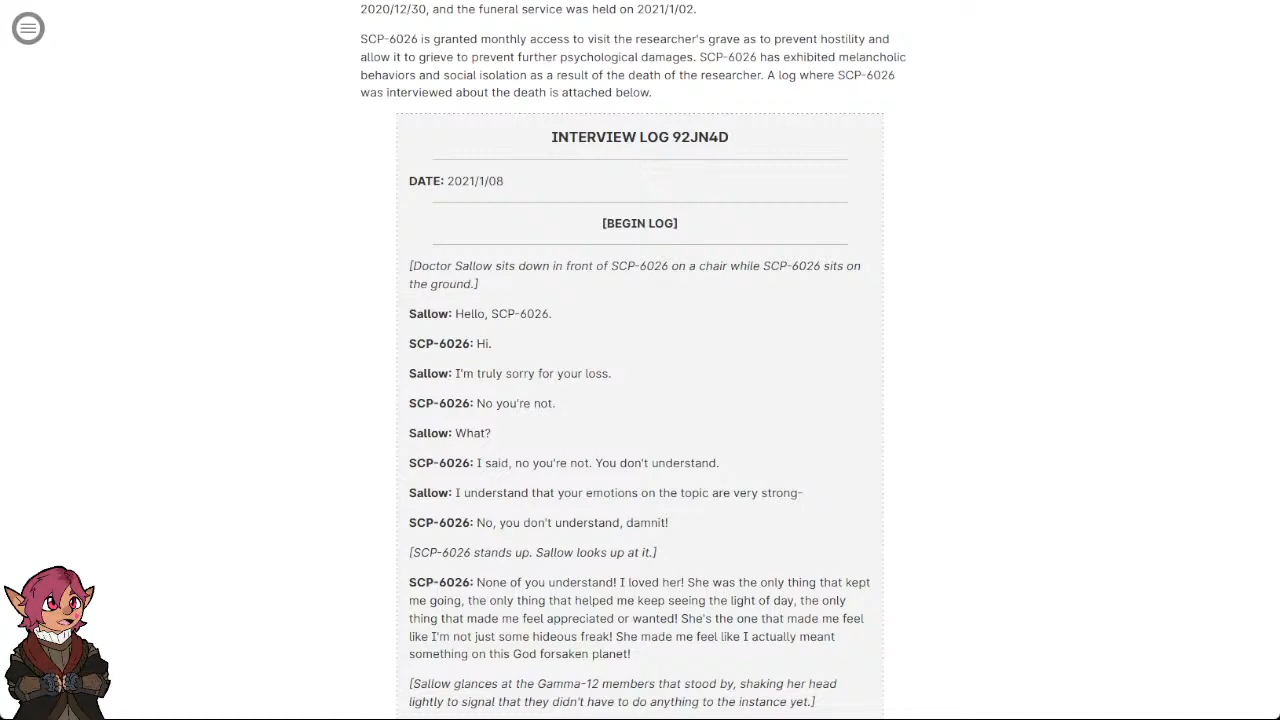 2020/12/30, and the funeral service was held on 2021/1/02.
SCP-6026 is granted monthly access to visit the researcher's grave as to prevent hostility and
allow it to grieve to prevent further psychological damages. SCP-6026 has exhibited melancholic
behaviors and social isolation as a result of the death of the researcher. A log where SCP-6026
was interviewed about the death is attached below.
INTERVIEW LOG 92JN4D
DATE: 2021/1/08
[BEGIN LOG]
[Doctor Sallow sits down in front of SCP-6026 on a chair while SCP-6026 sits on
the ground.]
Sallow: Hello, SCP-6026.
SCP-6026: Hi.
Sallow: I'm truly sorry for your loss.
SCP-6026: No you're not.
Sallow: What?
SCP-6026: I said, no you're not. You don't understand.
Sallow: I understand that your emotions on the topic are very strong-
SCP-6026: No, you don't understand, damnit!
[SCP-6026 stands up. Sallow looks up at it.]
SCP-6026: None of you understand! I loved her! She was the only thing that kept
me going, the only thing that helped me keep seeing the light of day, the only
thing that made me feel appreciated or wanted! She's the one that made me feel
like I'm not just some hideous freak! She made me feel like I actually meant
something on this God forsaken planet!
[Sallow glances at the Gamma-12 members that stood by, shaking her head
lightly to signal that they didn't have to do anything to the instance yet.]